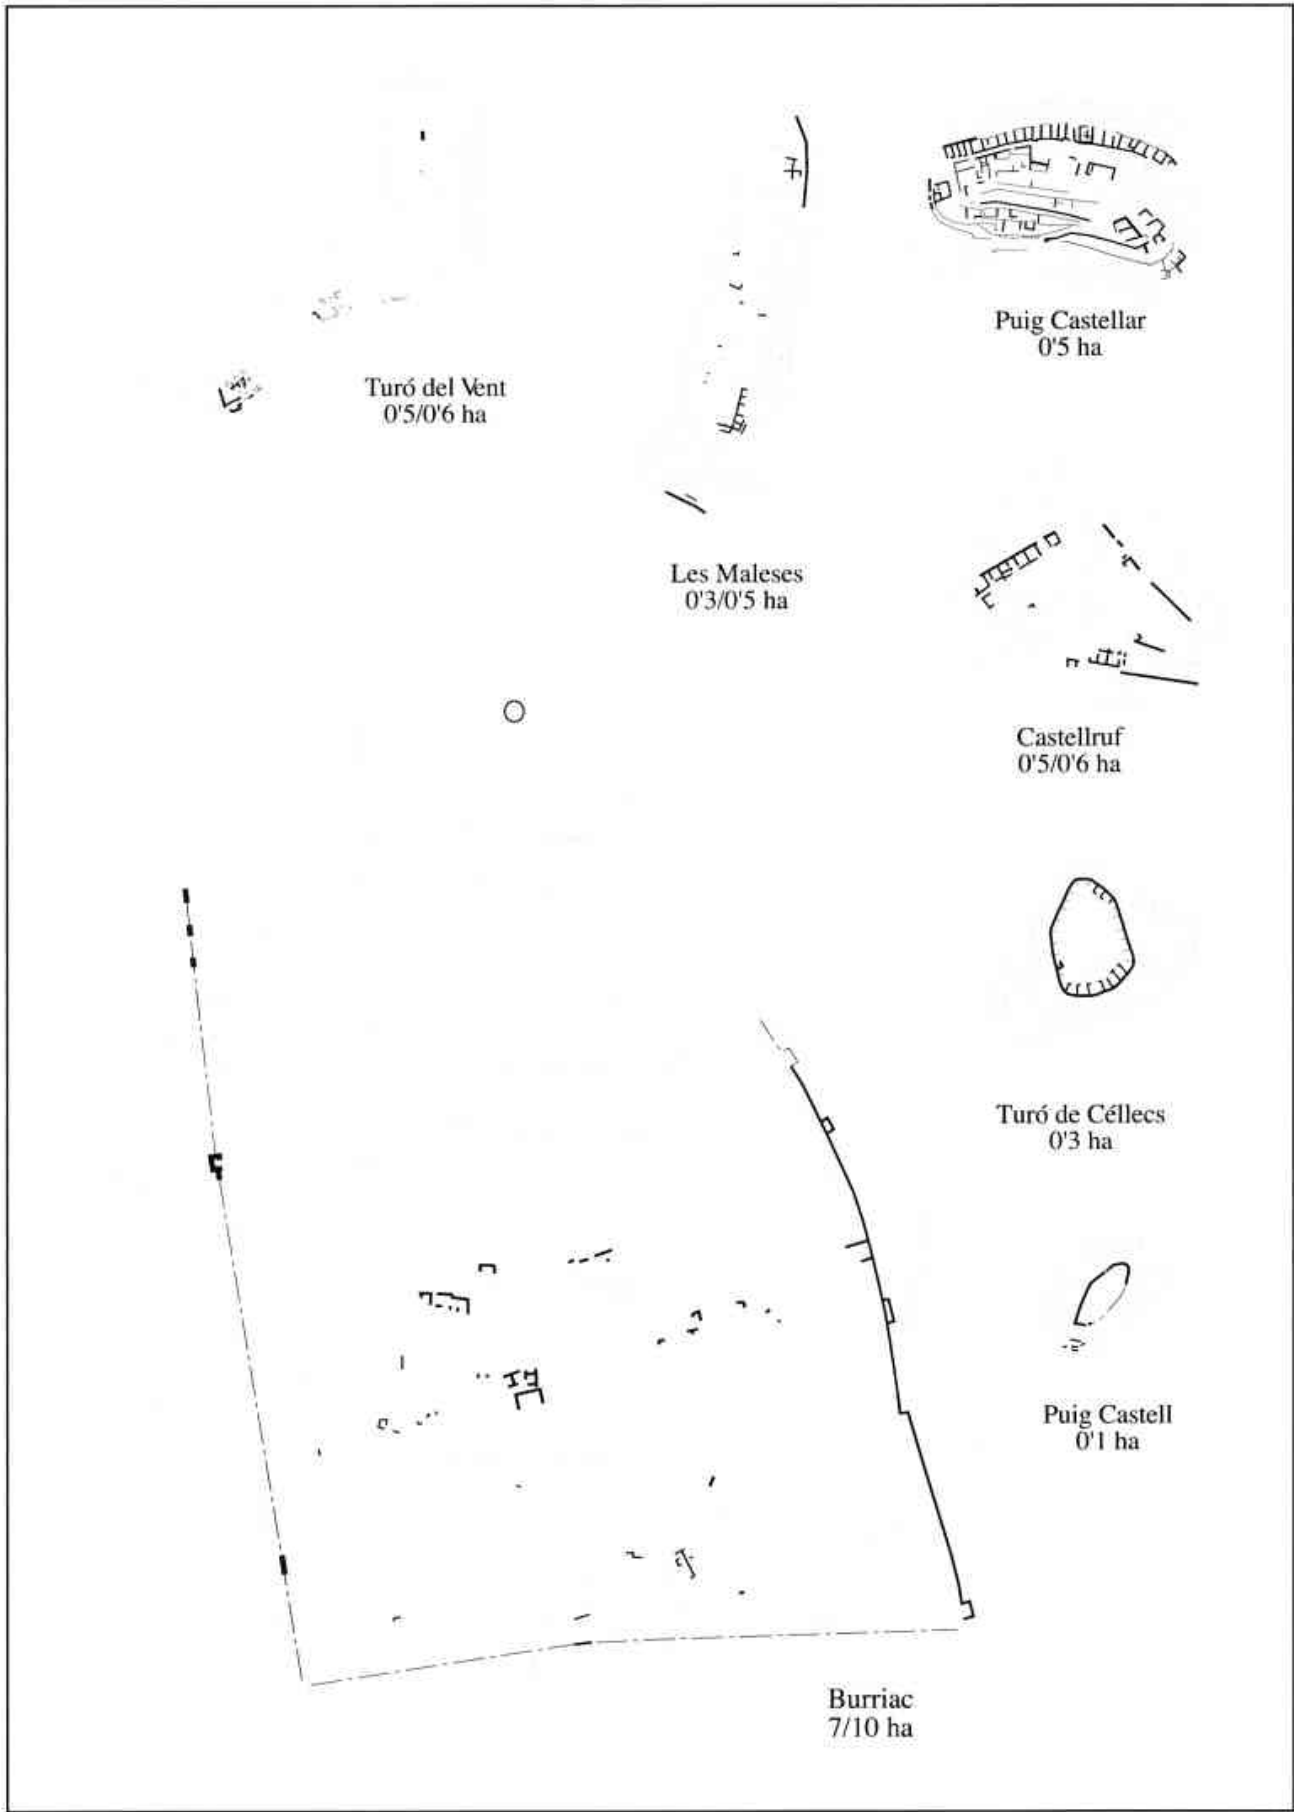 Turó del Vent
0'5/0'6 ha
Puig Castellar
0'5 ha
Les Maleses
0'3/0'5 ha
Castellruf
0'5/0'6 ha
Turó de Céllecs
0'3 ha
Puig Castell
0'1 ha
Burriac
7/10 ha